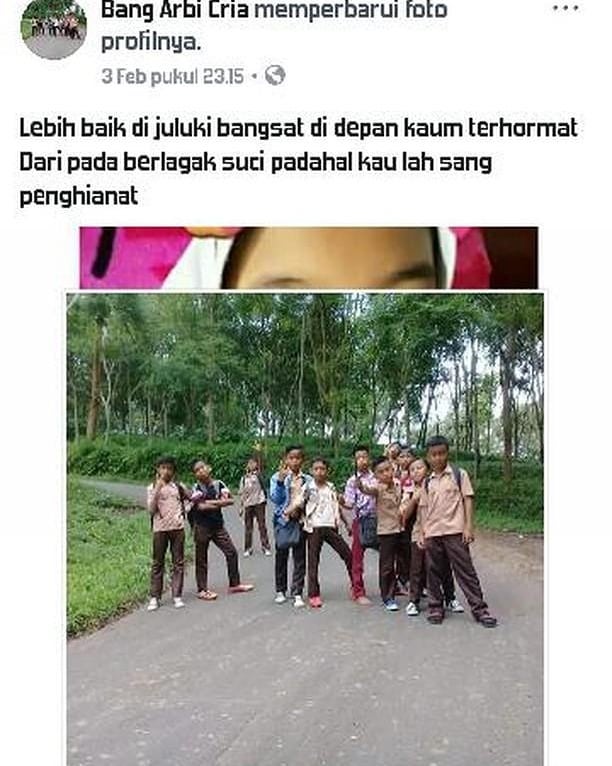 Bang Arbi Cria memperbarui foto
profilnya.
3 Feb pukul 23.15 •
Lebih baik di juluki bangsat di depan kaum terhormat
Dari pada berlagak suci padahal kau lah sang
penghianat